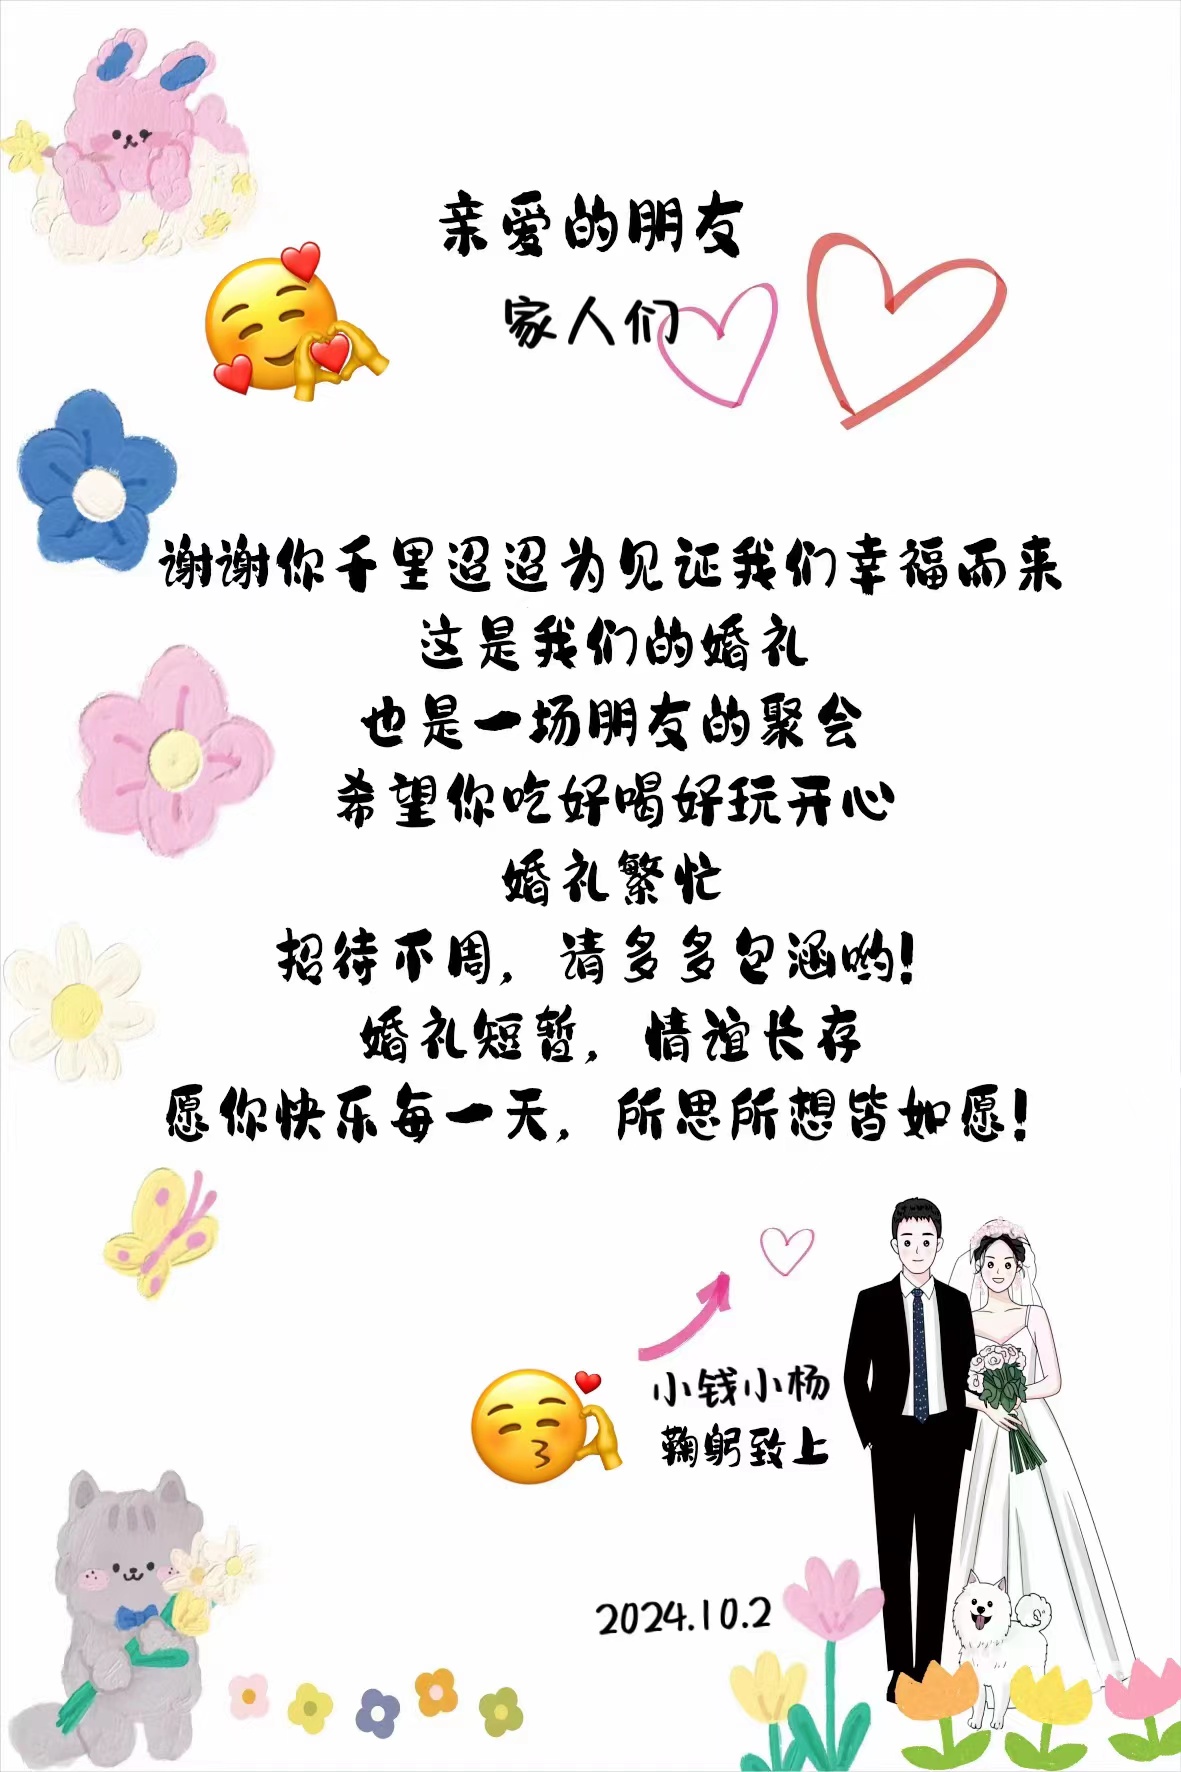 亲爱的朋友
家人们
谢谢你千里迢迢为见证我们幸福而来
这是我们的婚礼
也是一场朋友的聚会
希望你吃好喝好玩开心
婚礼繁忙
招待不周，请多多包涵哟！
婚礼短暂，情谊长存
愿你快乐每一天，所思所想皆如愿！
小钱小杨
鞠躬致上
2024.10.2